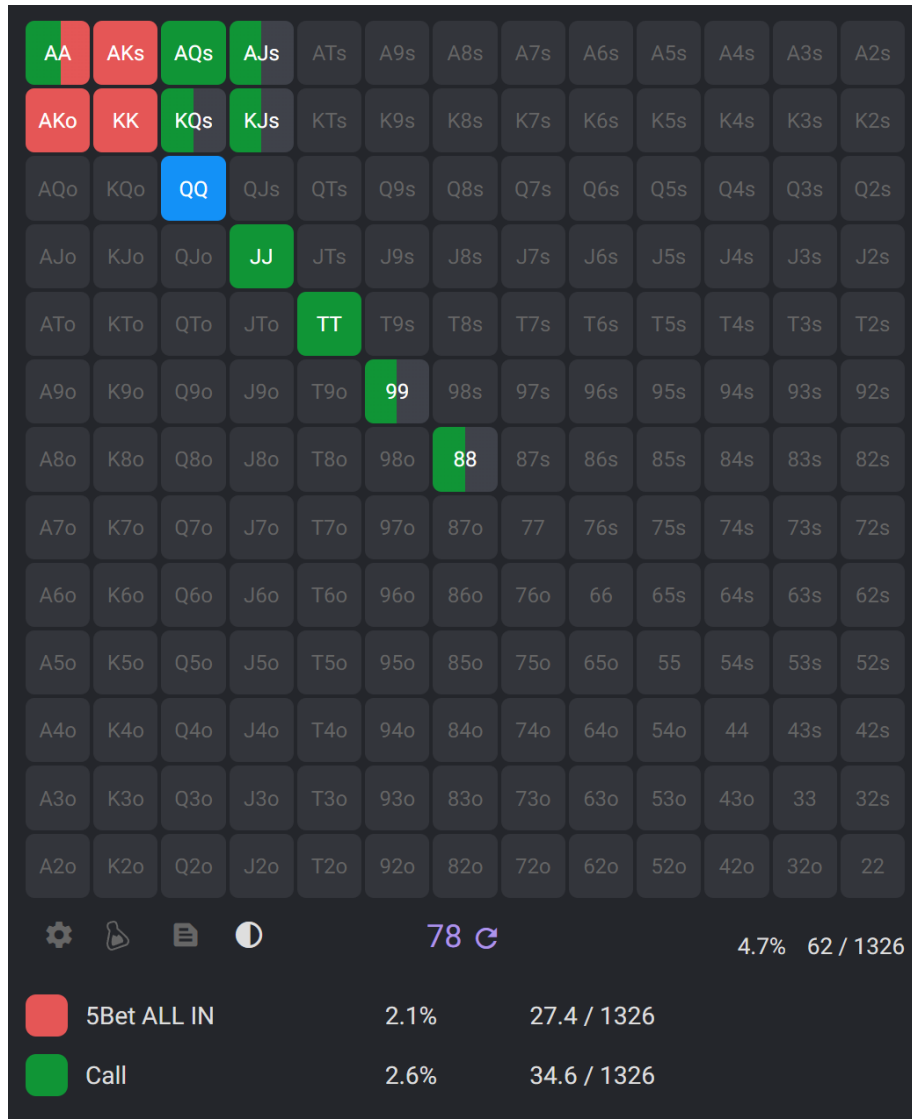 AA AKs AQs AJs ATs A9s A8s A7s A6s A5s A4s A3s A2s
AKo KK KQs KJs KTs K9s K8s K7s K6s K5s K4s K3s K2s
AQo KQo QQ QJs QTs Q9s Q8s Q7s Q6s Q5s Q4s Q3s Q2s
AJo KJo QJo JJ JTs J9s J8s J7s J6s J5s J4s J3s J2s
ATo KTo QTo JTo TT T9s T8s T7s T6s T5s T4s T3s T2s
A9o K9o Q9o J9o T9o 99 98s 97s 96s 95s 94s 93s 92s
A8o K8o Q8o J8o T8o 98o 88 87s 86s 85s 84s 83s 82s
A7o K7o Q7o J7o T7o 97o 87o 77 76s 75s 74s 73s 72s
A6o K6o Q6o J6o T6o 96o 86o 76o 66 65s 64s 63s 62s
A5o K5o Q5o J5o T5o 95o 85o 75o 65o 55 54s 53s 52s
A4o K4o Q4o J4o T4o 94o 84o 74o 64o 54o 44 43s 42s
A3o K3o Q3o J3o T3o 93o 83o 73o 63o 53o 43o 33 32s
A2o K2o Q2o J2o T2o 92o 82o 72o 62o 52o 42o 32o 22
78 4.7% 62 / 1326
5Bet ALL IN 2.1% 27.4 / 1326
Call 2.6% 34.6 / 1326